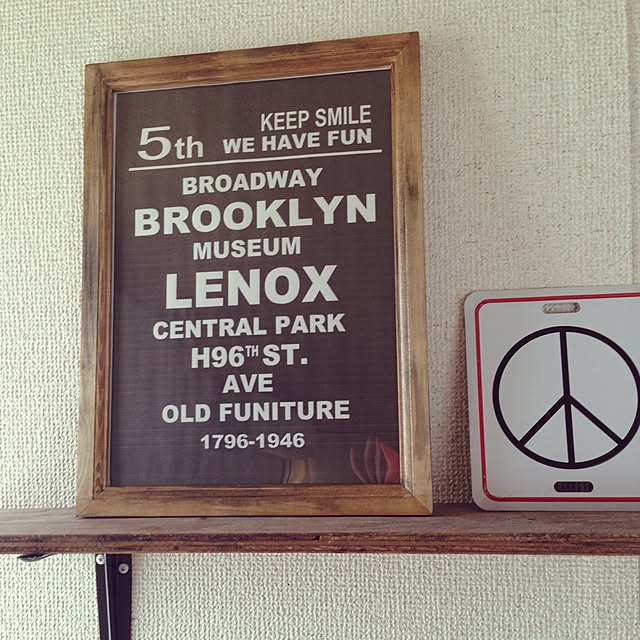 KEEP SMILE
5th WE HAVE FUN
BROADWAY
BROOKLYN
MUSEUM
LENOX
CENTRAL PARK
H96TH ST.
AVE
OLD FUNITURE
1796-1946